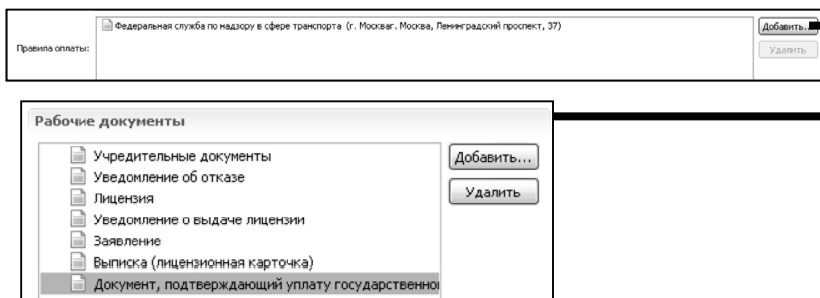 Федеральная служба по надзору в сфере транспорта (г. Москваг. Москва, Ленинградский проспект, 37)
Добавить...
Правила оплаты:
Удалить
Рабочие документы
Учредительные документы
Добавить...
Уведомление об отказе
Лицензия
Удалить
Уведомление о выдаче лицензии
Заявление
Выписка (лицензионная карточка)
Документ, подтверждающий уплату государственно